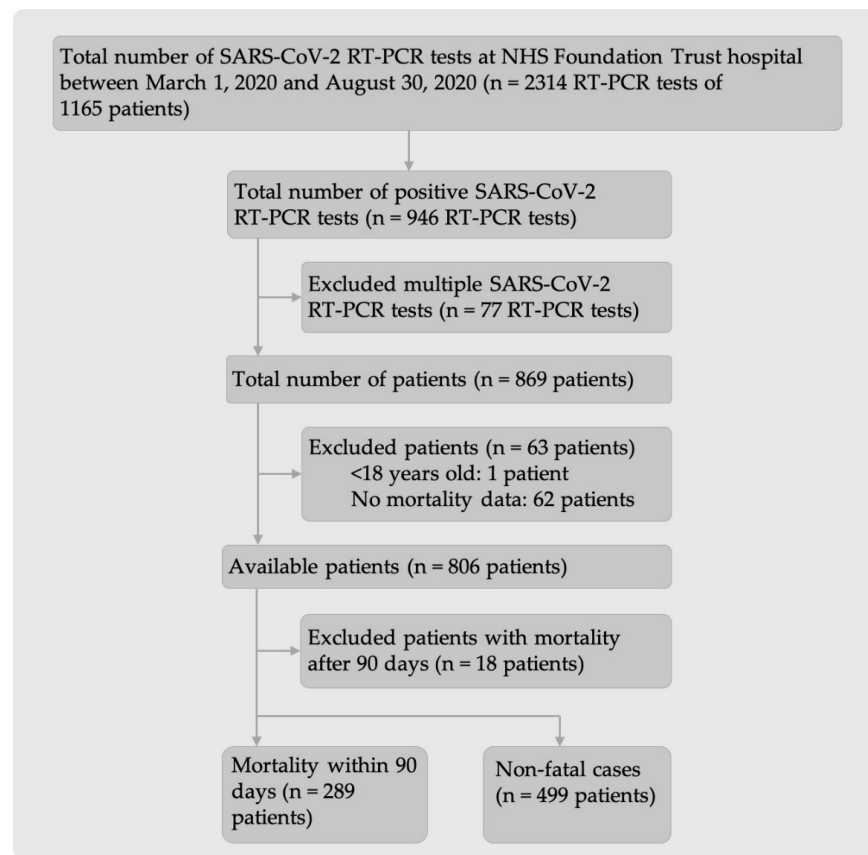 Total number of SARS-CoV-2 RT-PCR tests at NHS Foundation Trust hospital
between March 1, 2020 and August 30, 2020 (n = 2314 RT-PCR tests of
1165 patients)
Total number of positive SARS-CoV-2
RT-PCR tests (n = 946 RT-PCR tests)
Excluded multiple SARS-CoV-2
RT-PCR tests (n = 77 RT-PCR tests)
Total number of patients (n = 869 patients)
Excluded patients (n = 63 patients)
<18 years old: 1 patient
No mortality data: 62 patients
Available patients (n = 806 patients)
Excluded patients with mortality
after 90 days (n = 18 patients)
Mortality within 90
days (n = 289
patients)
Non-fatal cases
(n = 499 patients)